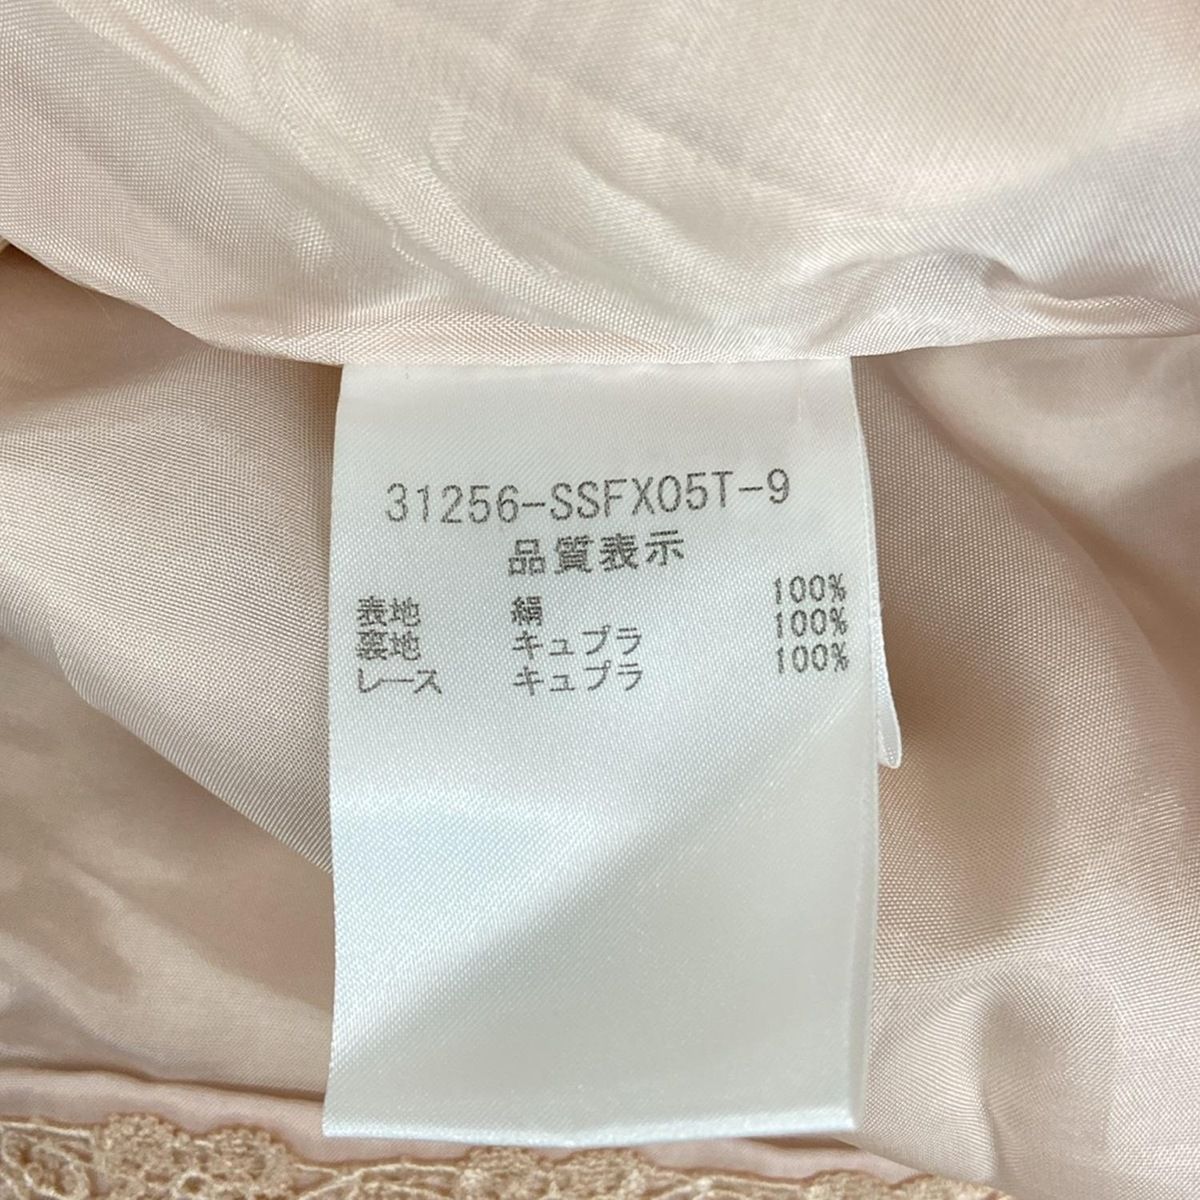 31256-SSFX05T-9
品質表示
表地 絹 100%
裏地 キュプラ 100%
レース キュプラ 100%